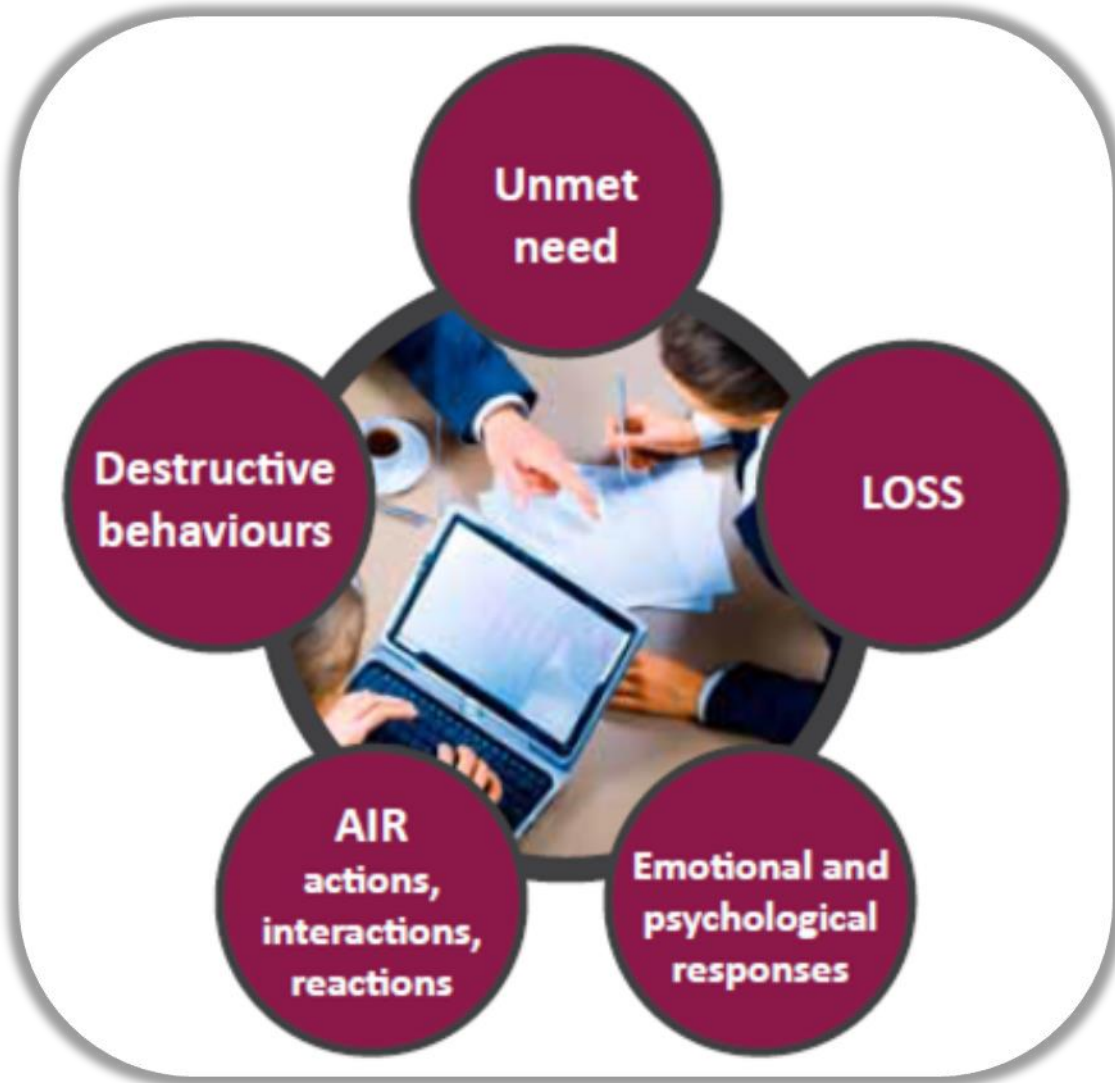 Unmet
need
LOSS
Emotional and
psychological
responses
AIR
actions,
interactions,
reactions
Destructive
behaviours